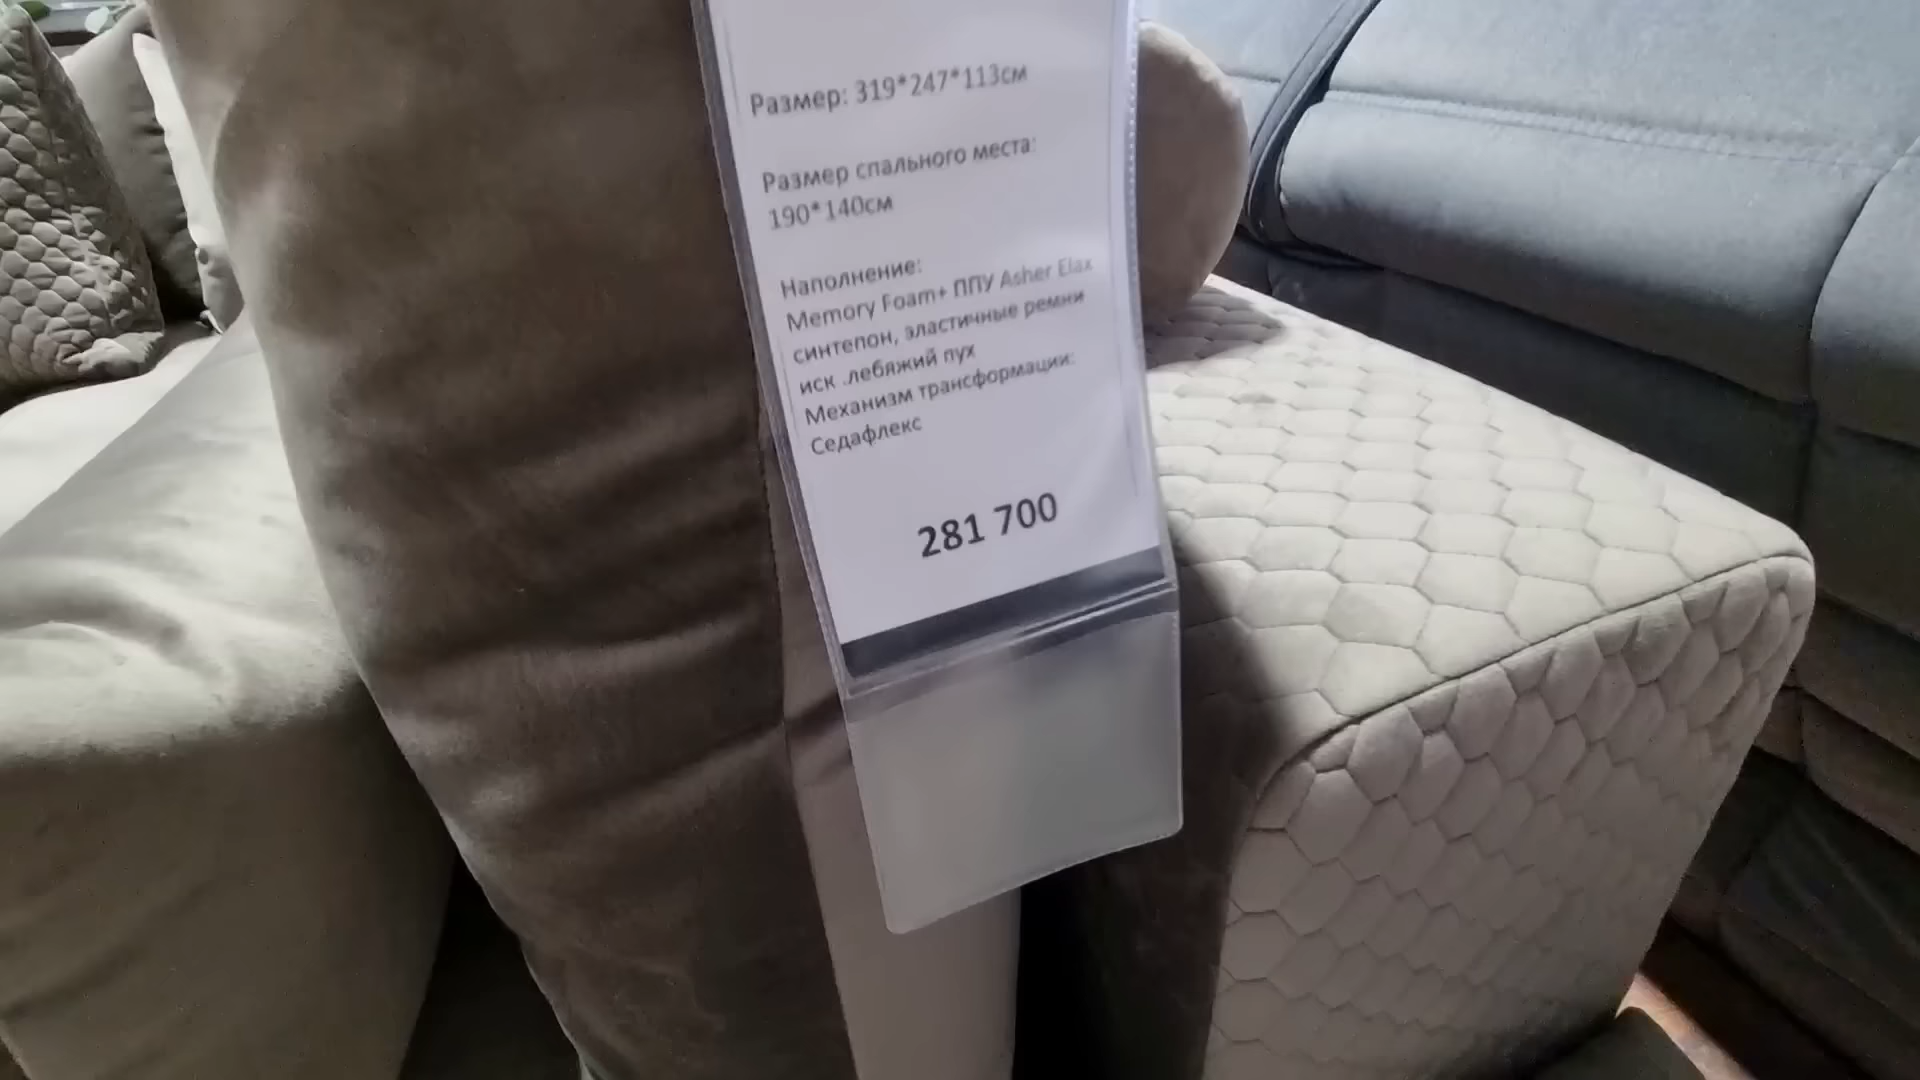 Размер: 319*247*113см
Размер спального места:
190*140см
Наполнение:
Memory Foam+ ППУ Asher Elax
синтепон, эластичные ремни
иск .лебяжий пух
Механизм трансформации:
Седафлекс
281 700